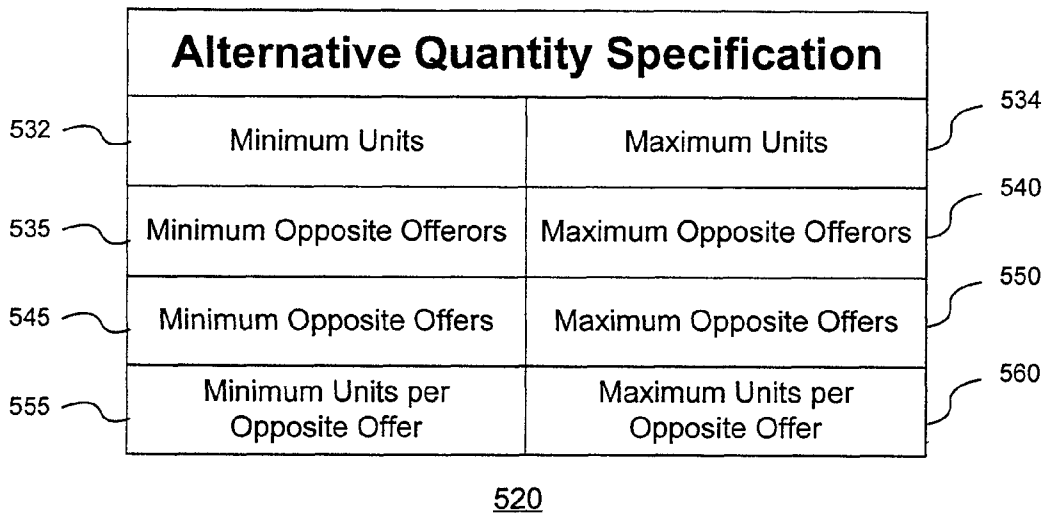 Alternative Quantity Specification
532 Minimum Units Maximum Units 534
535 Minimum Opposite Offerors Maximum Opposite Offerors 540
545 Minimum Opposite Offers Maximum Opposite Offers 550
555 Minimum Units per Opposite Offer Maximum Units per Opposite Offer 560
520